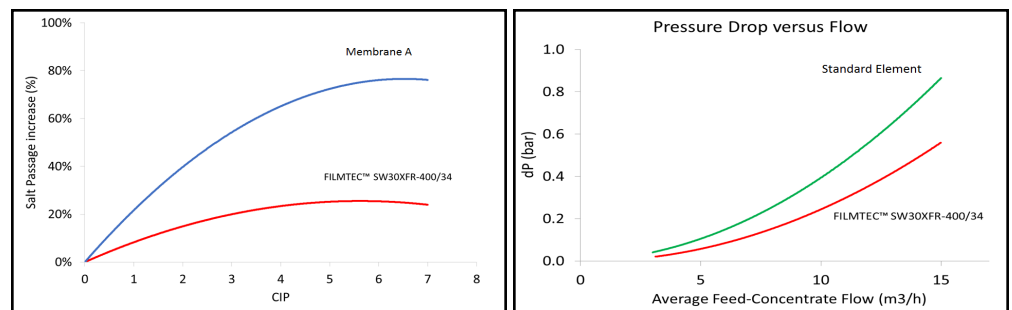 100%
80%
60%
40%
20%
0%
Salt Passage increase (%)
Membrane A
FILMTEC™ SW30XFR-400/34
0 1 2 3 4 5 6 7 8
CIP
Pressure Drop versus Flow
1.0
0.8
0.6
0.4
0.2
0.0
dP (bar)
Standard Element
FILMTEC™ SW30XFR-400/34
0 5 10 15
Average Feed-Concentrate Flow (m3/h)